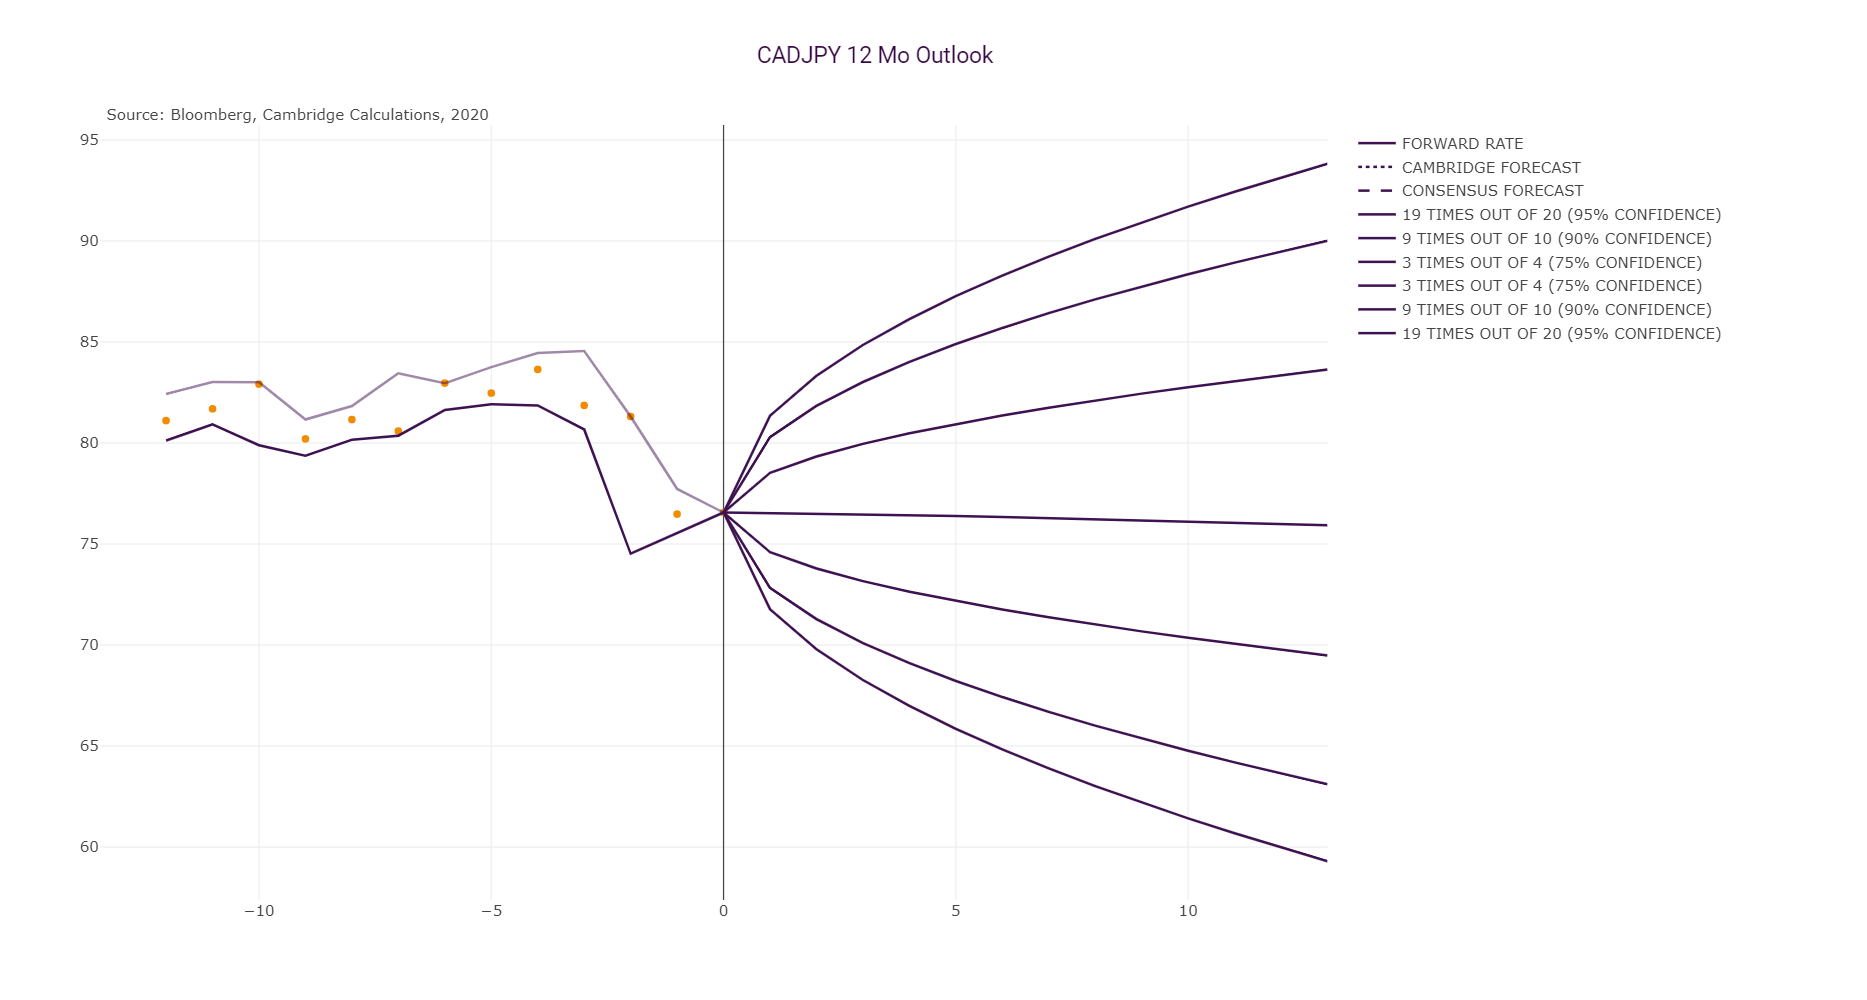 CADJPY 12 Mo Outlook
Source: Bloomberg, Cambridge Calculations, 2020
95
90
85
80
75
70
65
60
−10
−5
0
5
10
FORWARD RATE
CAMBRIDGE FORECAST
CONSENSUS FORECAST
19 TIMES OUT OF 20 (95% CONFIDENCE)
9 TIMES OUT OF 10 (90% CONFIDENCE)
3 TIMES OUT OF 4 (75% CONFIDENCE)
3 TIMES OUT OF 4 (75% CONFIDENCE)
9 TIMES OUT OF 10 (90% CONFIDENCE)
19 TIMES OUT OF 20 (95% CONFIDENCE)